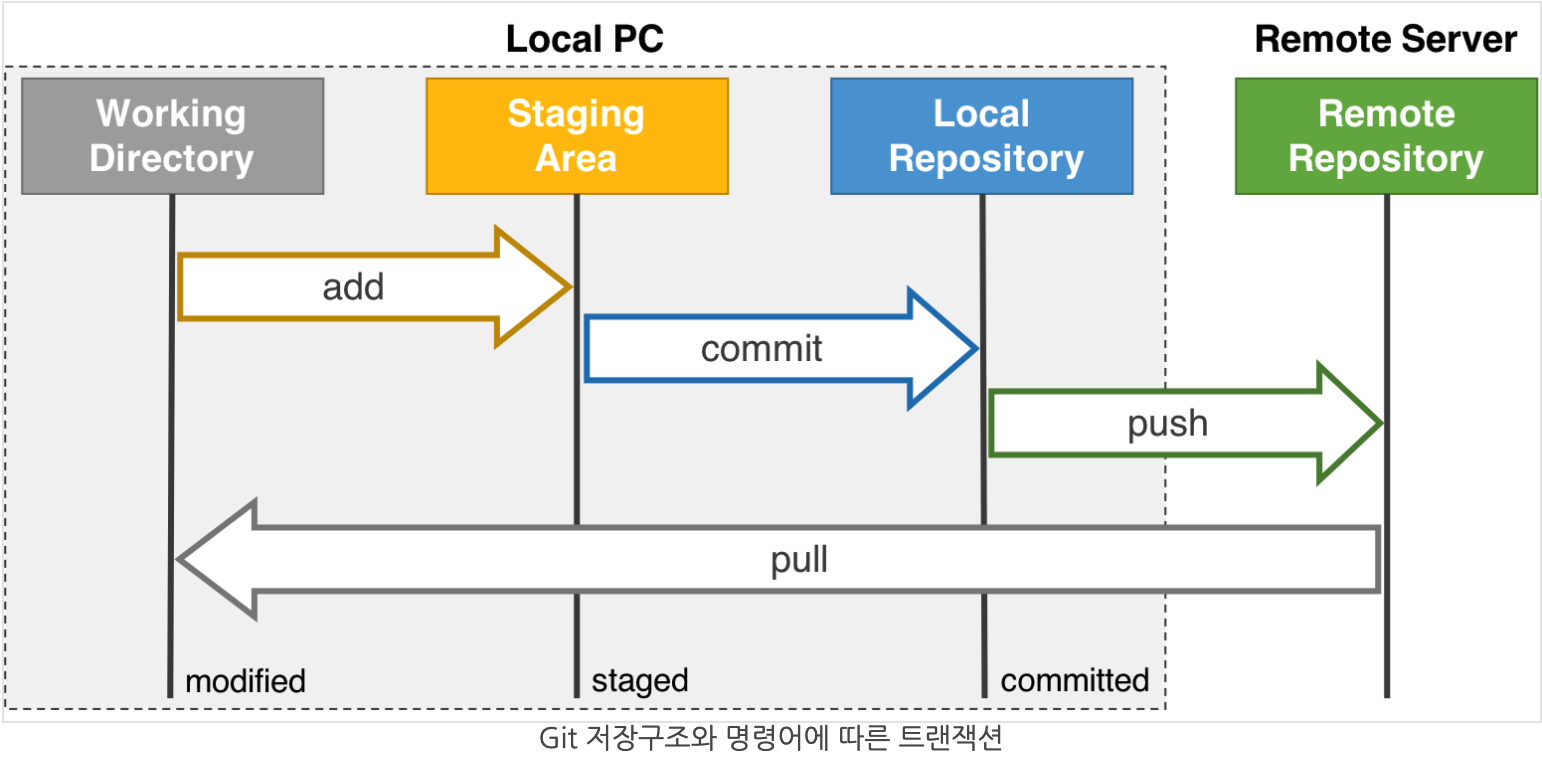 Local PC
Remote Server
Working
Directory
Staging
Area
Local
Repository
Remote
Repository
add
commit
push
pull
modified
staged
committed
Git 저장구조와 명령어에 따른 트랜잭션